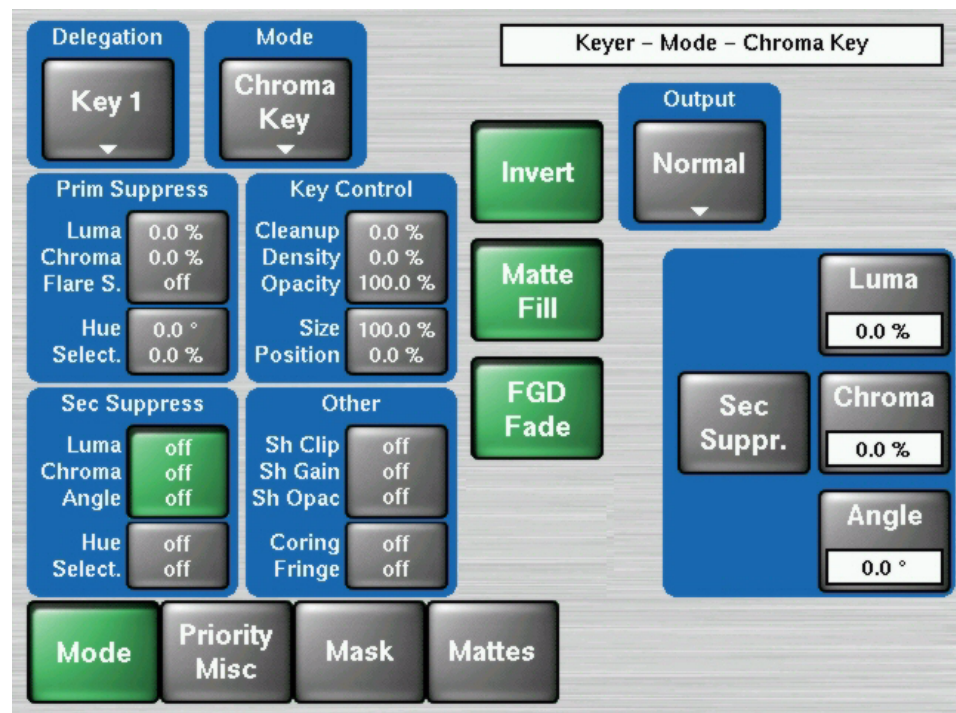 Delegation
Key 1
Mode
Chroma
Key
Keyer – Mode – Chroma Key
Output
Normal
Invert
Matte
Fill
FGD
Fade
Prim Suppress
Luma 0.0 %
Chroma 0.0 %
Flare S. off
Hue 0.0 °
Select. 0.0 %
Key Control
Cleanup 0.0 %
Density 0.0 %
Opacity 100.0 %
Size 100.0 %
Position 0.0 %
Sec Suppress
Luma off
Chroma off
Angle off
Hue off
Select. off
Other
Sh Clip off
Sh Gain off
Sh Opac off
Coring off
Fringe off
Sec
Suppr.
Luma
0.0 %
Chroma
0.0 %
Angle
0.0 °
Mode
Priority
Misc
Mask
Mattes